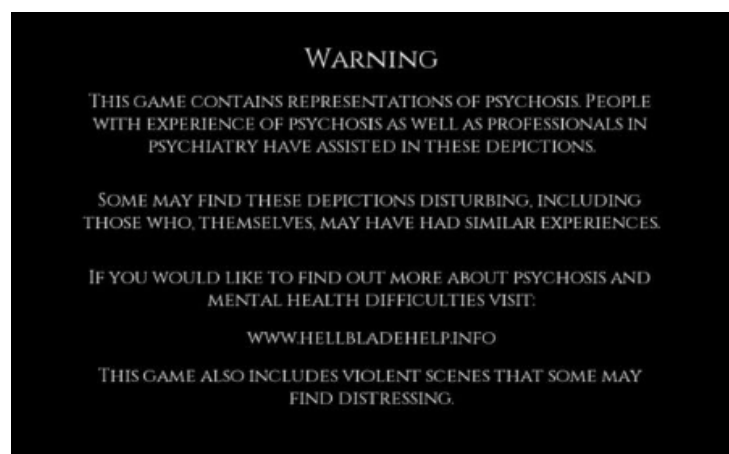 WARNING
THIS GAME CONTAINS REPRESENTATIONS OF PSYCHOSIS. PEOPLE
WITH EXPERIENCE OF PSYCHOSIS AS WELL AS PROFESSIONALS IN
PSYCHIATRY HAVE ASSISTED IN THESE DEPICTIONS.
SOME MAY FIND THESE DEPICTIONS DISTURBING, INCLUDING
THOSE WHO, THEMSELVES, MAY HAVE HAD SIMILAR EXPERIENCES.
IF YOU WOULD LIKE TO FIND OUT MORE ABOUT PSYCHOSIS AND
MENTAL HEALTH DIFFICULTIES VISIT:
WWW.HELLBLADEHELP.INFO
THIS GAME ALSO INCLUDES VIOLENT SCENES THAT SOME MAY
FIND DISTRESSING.